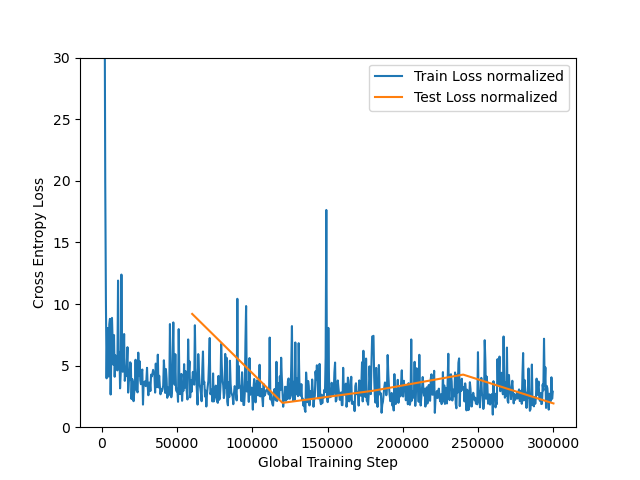 Train Loss normalized
Test Loss normalized
30
25
20
15
10
5
0
Cross Entropy Loss
0 50000 100000 150000 200000 250000 300000
Global Training Step